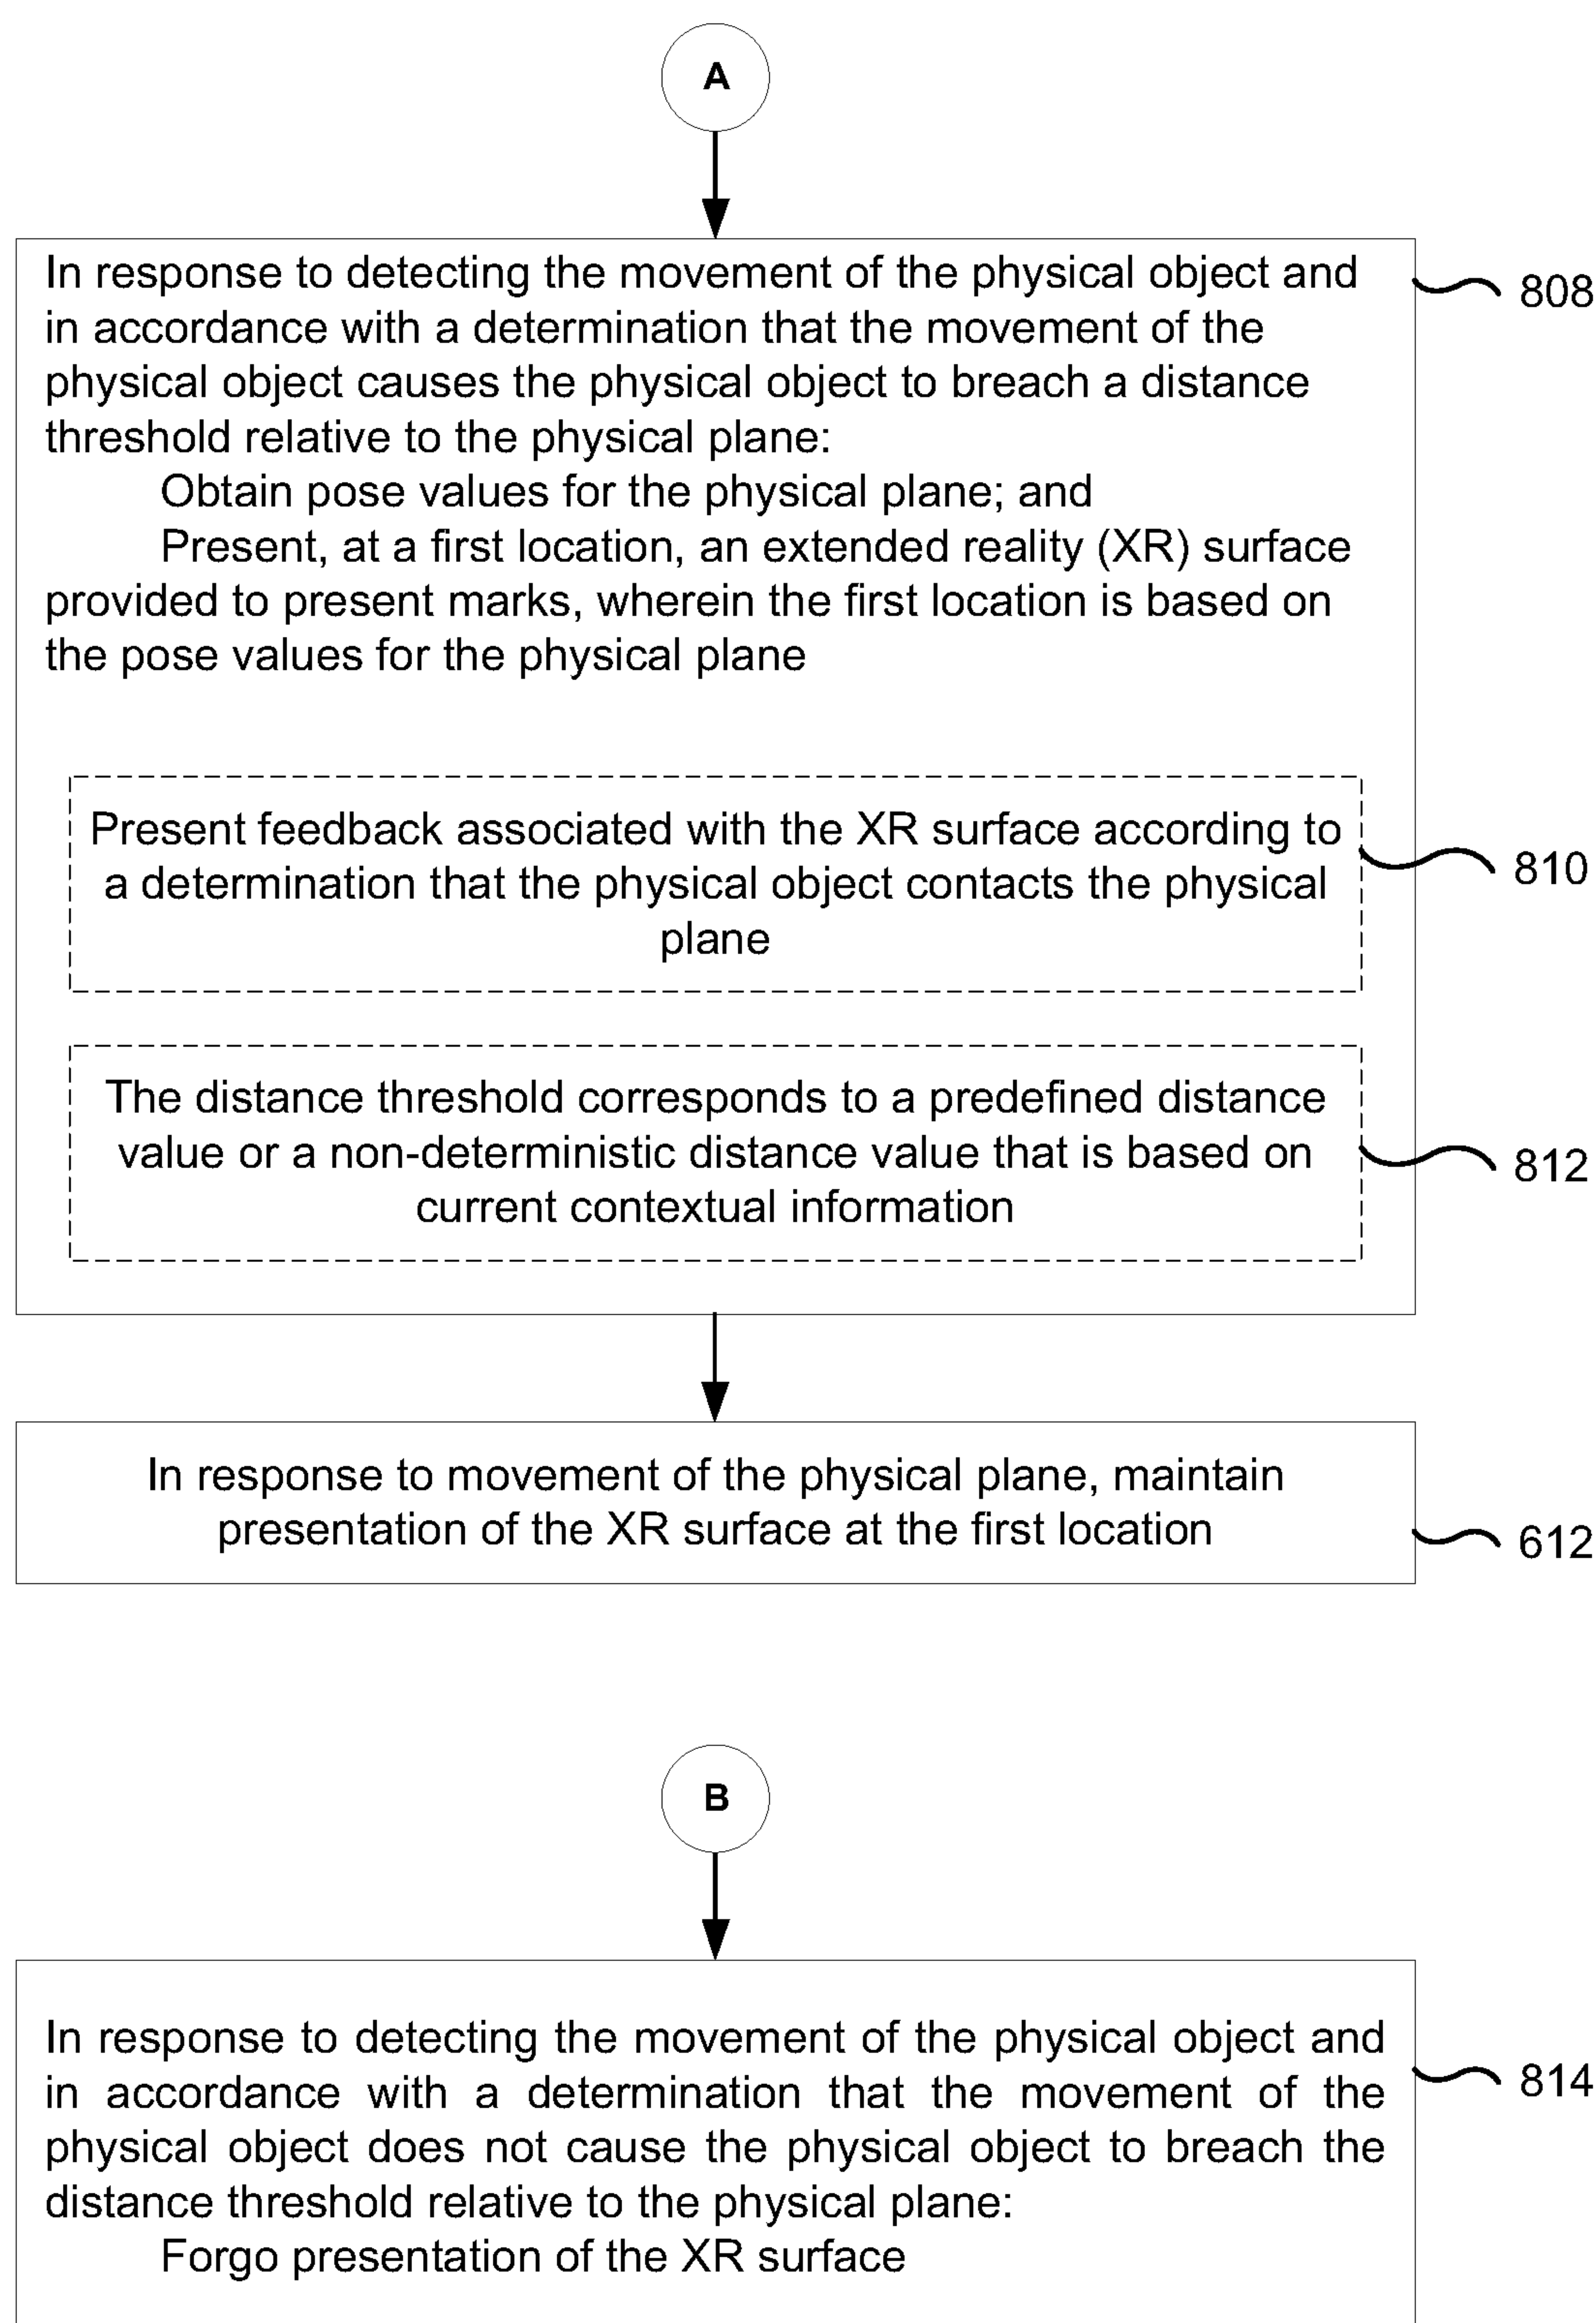 A
In response to detecting the movement of the physical object and
in accordance with a determination that the movement of the
physical object causes the physical object to breach a distance
threshold relative to the physical plane:
Obtain pose values for the physical plane; and
Present, at a first location, an extended reality (XR) surface
provided to present marks, wherein the first location is based on
the pose values for the physical plane
808
Present feedback associated with the XR surface according to
a determination that the physical object contacts the physical
plane
810
The distance threshold corresponds to a predefined distance
value or a non-deterministic distance value that is based on
current contextual information
812
In response to movement of the physical plane, maintain
presentation of the XR surface at the first location
612
B
In response to detecting the movement of the physical object and
in accordance with a determination that the movement of the
physical object does not cause the physical object to breach the
distance threshold relative to the physical plane:
Forgo presentation of the XR surface
814